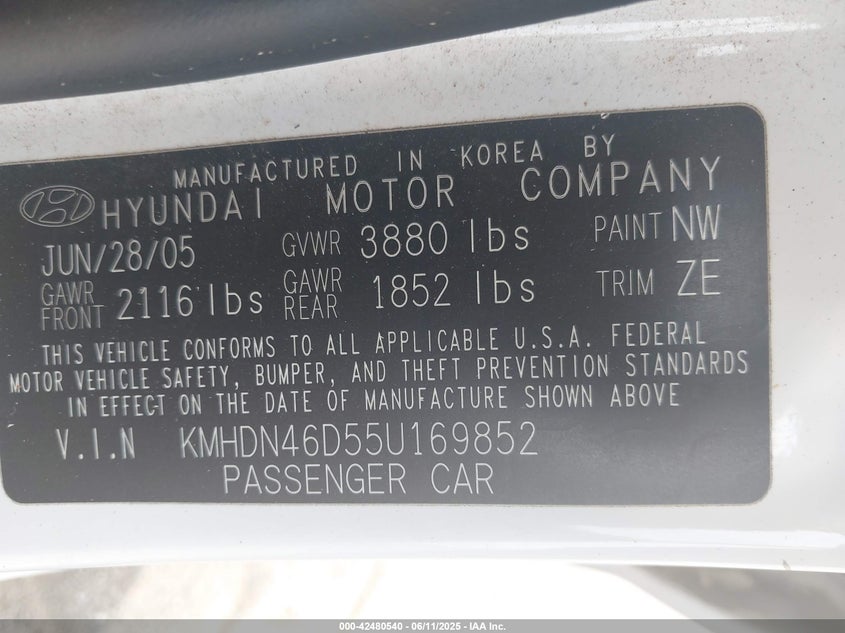 MANUFACTURED IN KOREA BY
HYUNDAI MOTOR COMPANY
JUN/28/05 GVWR 3880 lbs PAINT NW
GAWR FRONT 2116 lbs GAWR REAR 1852 lbs TRIM ZE
THIS VEHICLE CONFORMS TO ALL APPLICABLE U.S.A. FEDERAL
MOTOR VEHICLE SAFETY, BUMPER, AND THEFT PREVENTION STANDARDS
IN EFFECT ON THE DATE OF MANUFACTURE SHOWN ABOVE
V.I.N KMHDN46D55U169852
PASSENGER CAR
000-42480540 - 06/11/2025 - IAA Inc.